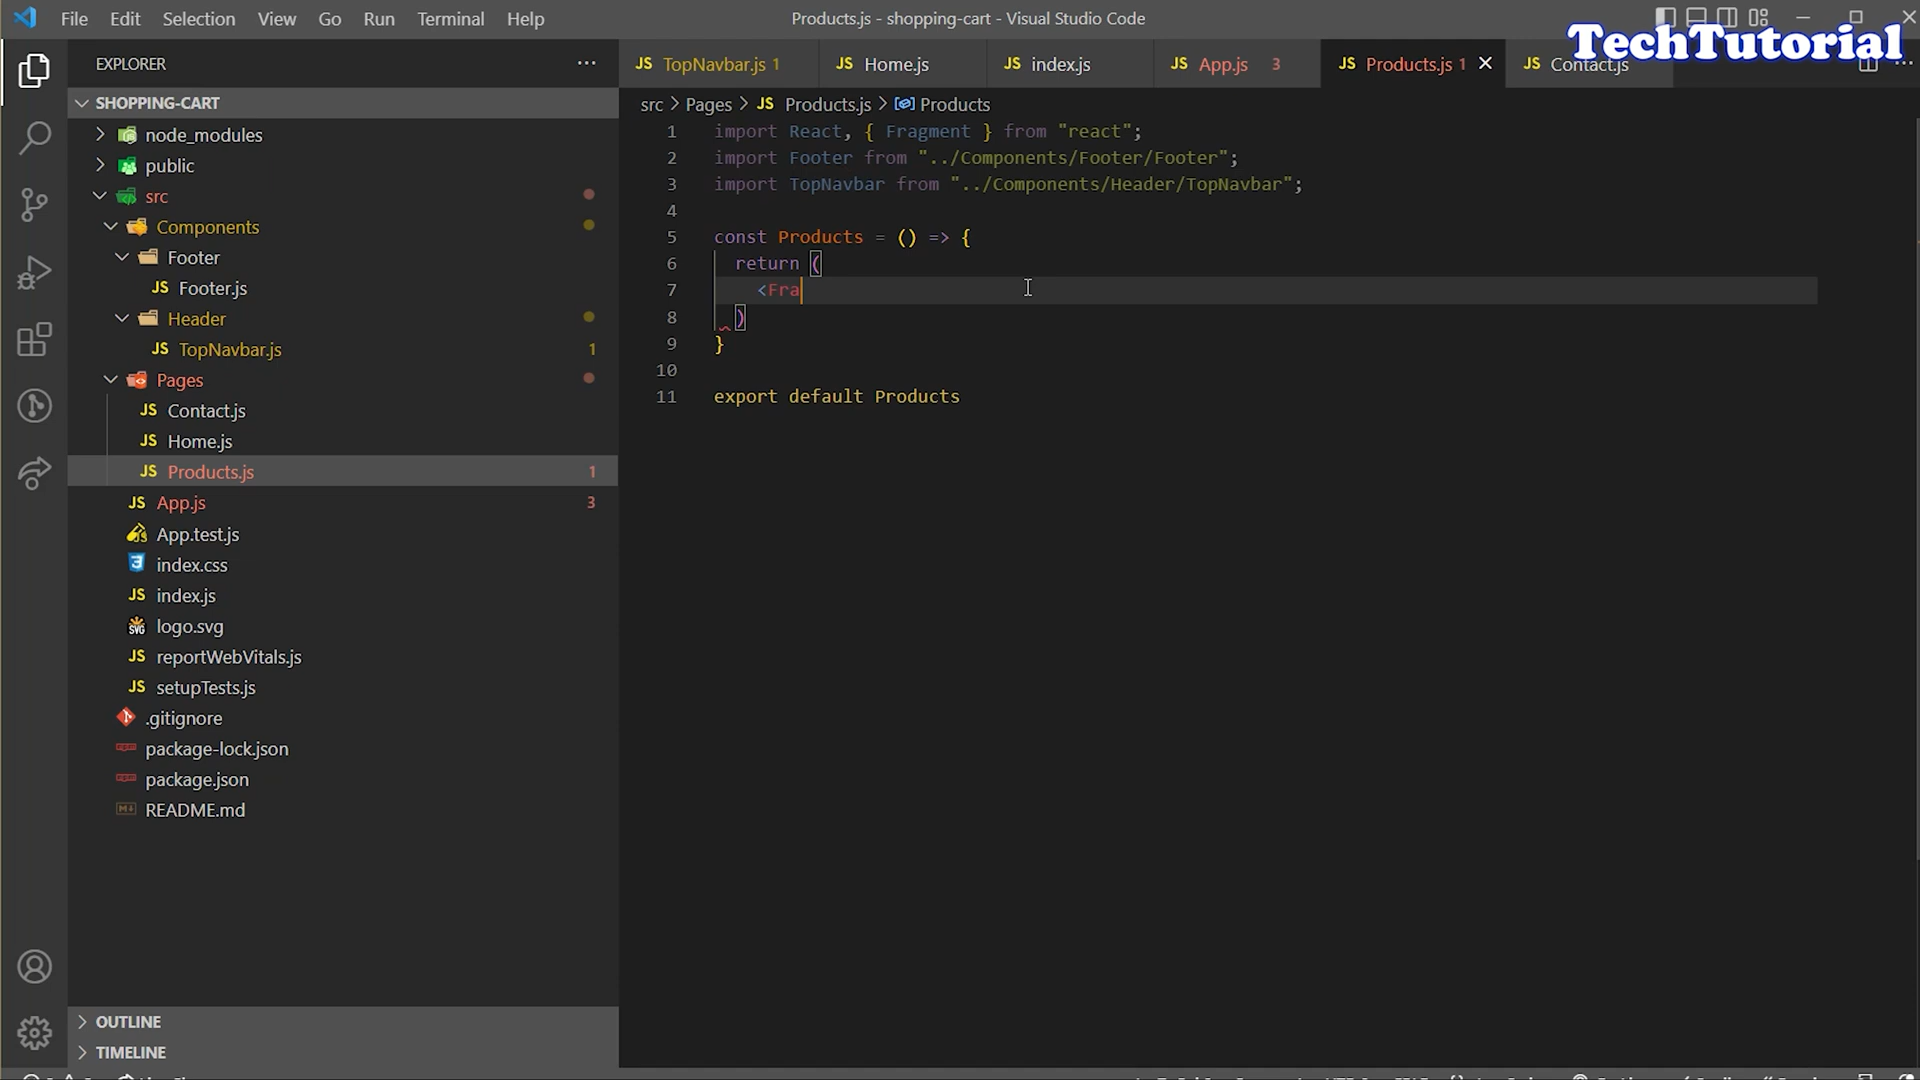 File Edit Selection View Go Run Terminal Help
Products.js - shopping-cart - Visual Studio Code
TechTutorial
EXPLORER
SHOPPING-CART
node_modules
public
src
Components
Footer
JS Footer.js
Header
JS TopNavbar.js 1
Pages
JS Contact.js
JS Home.js
JS Products.js 1
JS App.js 3
App.test.js
index.css
JS index.js
SVG logo.svg
JS reportWebVitals.js
JS setupTests.js
.gitignore
package-lock.json
package.json
README.md
OUTLINE
TIMELINE
JS TopNavbar.js 1 JS Home.js JS index.js JS App.js 3 JS Products.js 1 JS Contact.js
src > Pages > JS Products.js > Products
1 import React, { Fragment } from "react";
2 import Footer from "../Components/Footer/Footer";
3 import TopNavbar from "../Components/Header/TopNavbar";
4
5 const Products = () => {
6 return (
7 <Fra
8 )
9 }
10
11 export default Products